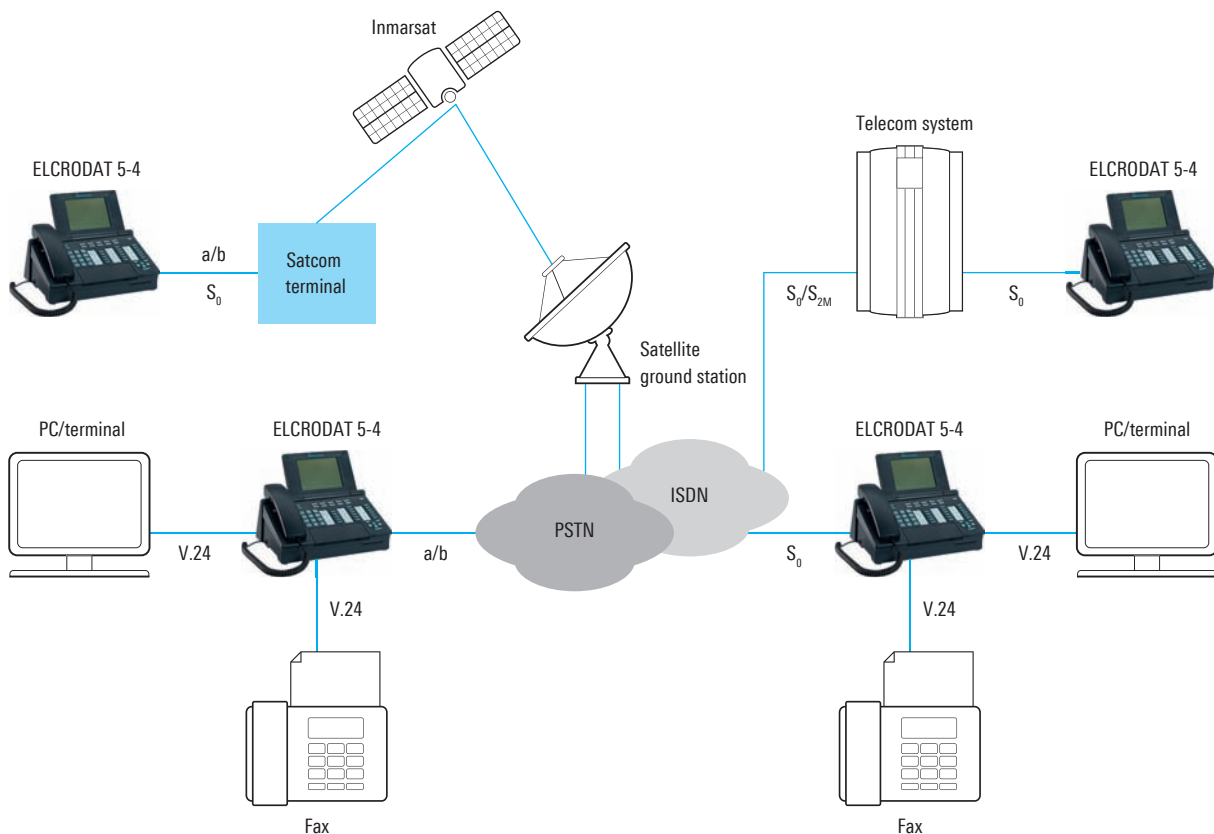 Inmarsat
Telecom system
ELCRODAT 5-4
ELCRODAT 5-4
a/b
S0
Satcom
terminal
S0/S2M
S0
Satellite
ground station
PC/terminal
ELCRODAT 5-4
ELCRODAT 5-4
PC/terminal
ISDN
PSTN
V.24
a/b
S0
V.24
V.24
V.24
Fax
Fax